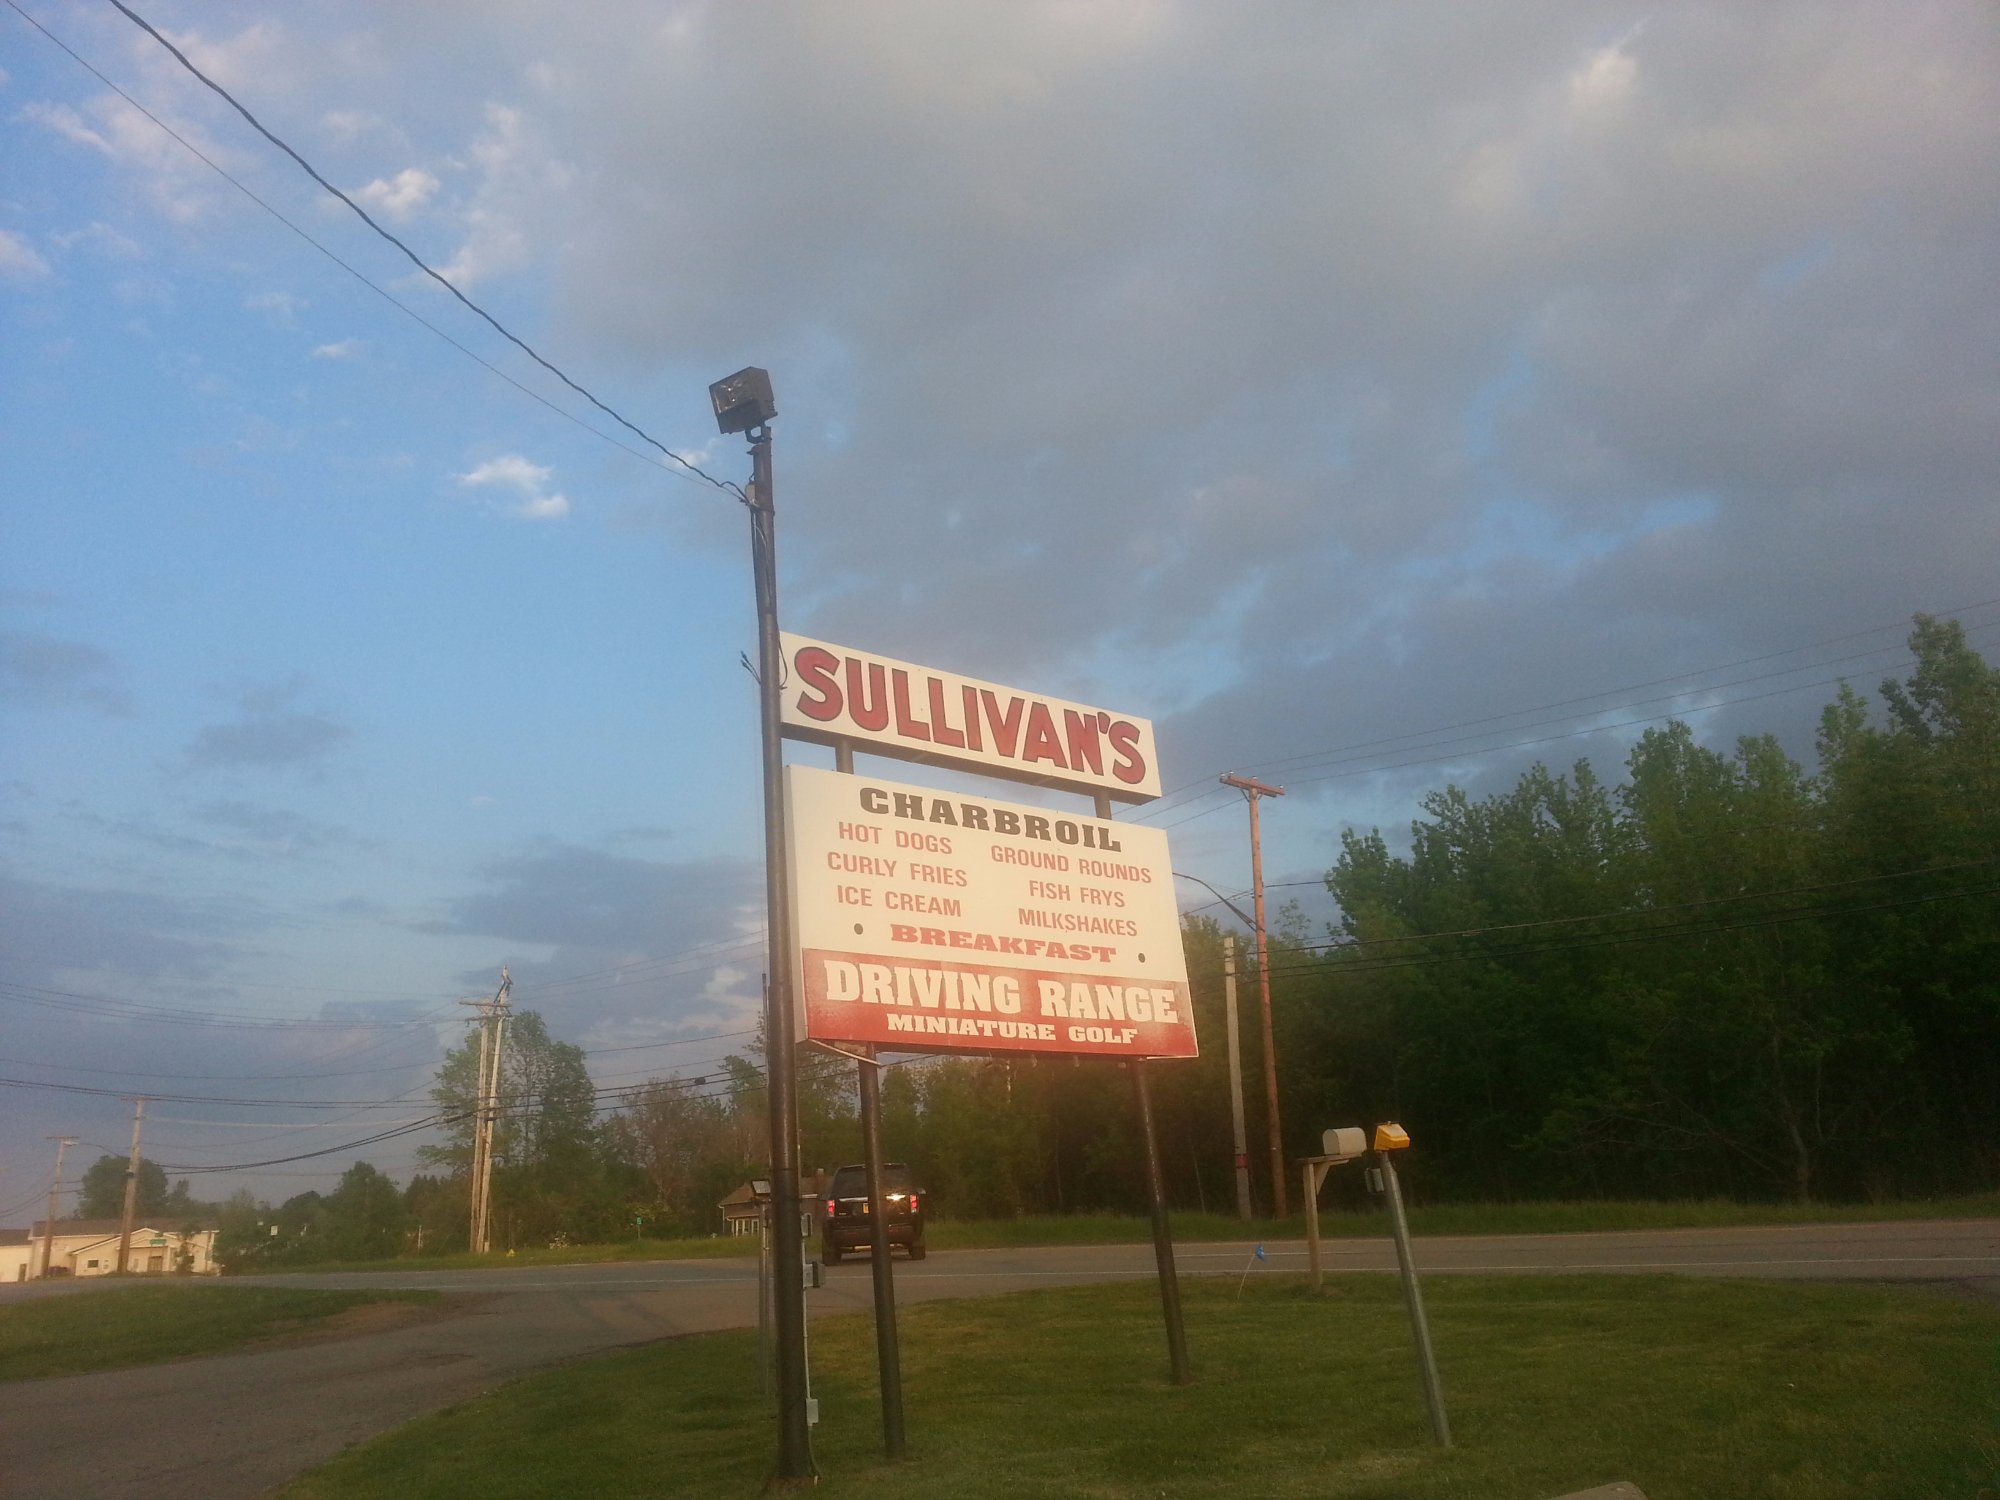 SULLIVAN'S
CHARBROIL
HOT DOGS
CURLY FRIES
ICE CREAM
GROUND ROUNDS
FISH FRYS
MILKSHAKES
• BREAKFAST •
DRIVING RANGE
MINIATURE GOLF